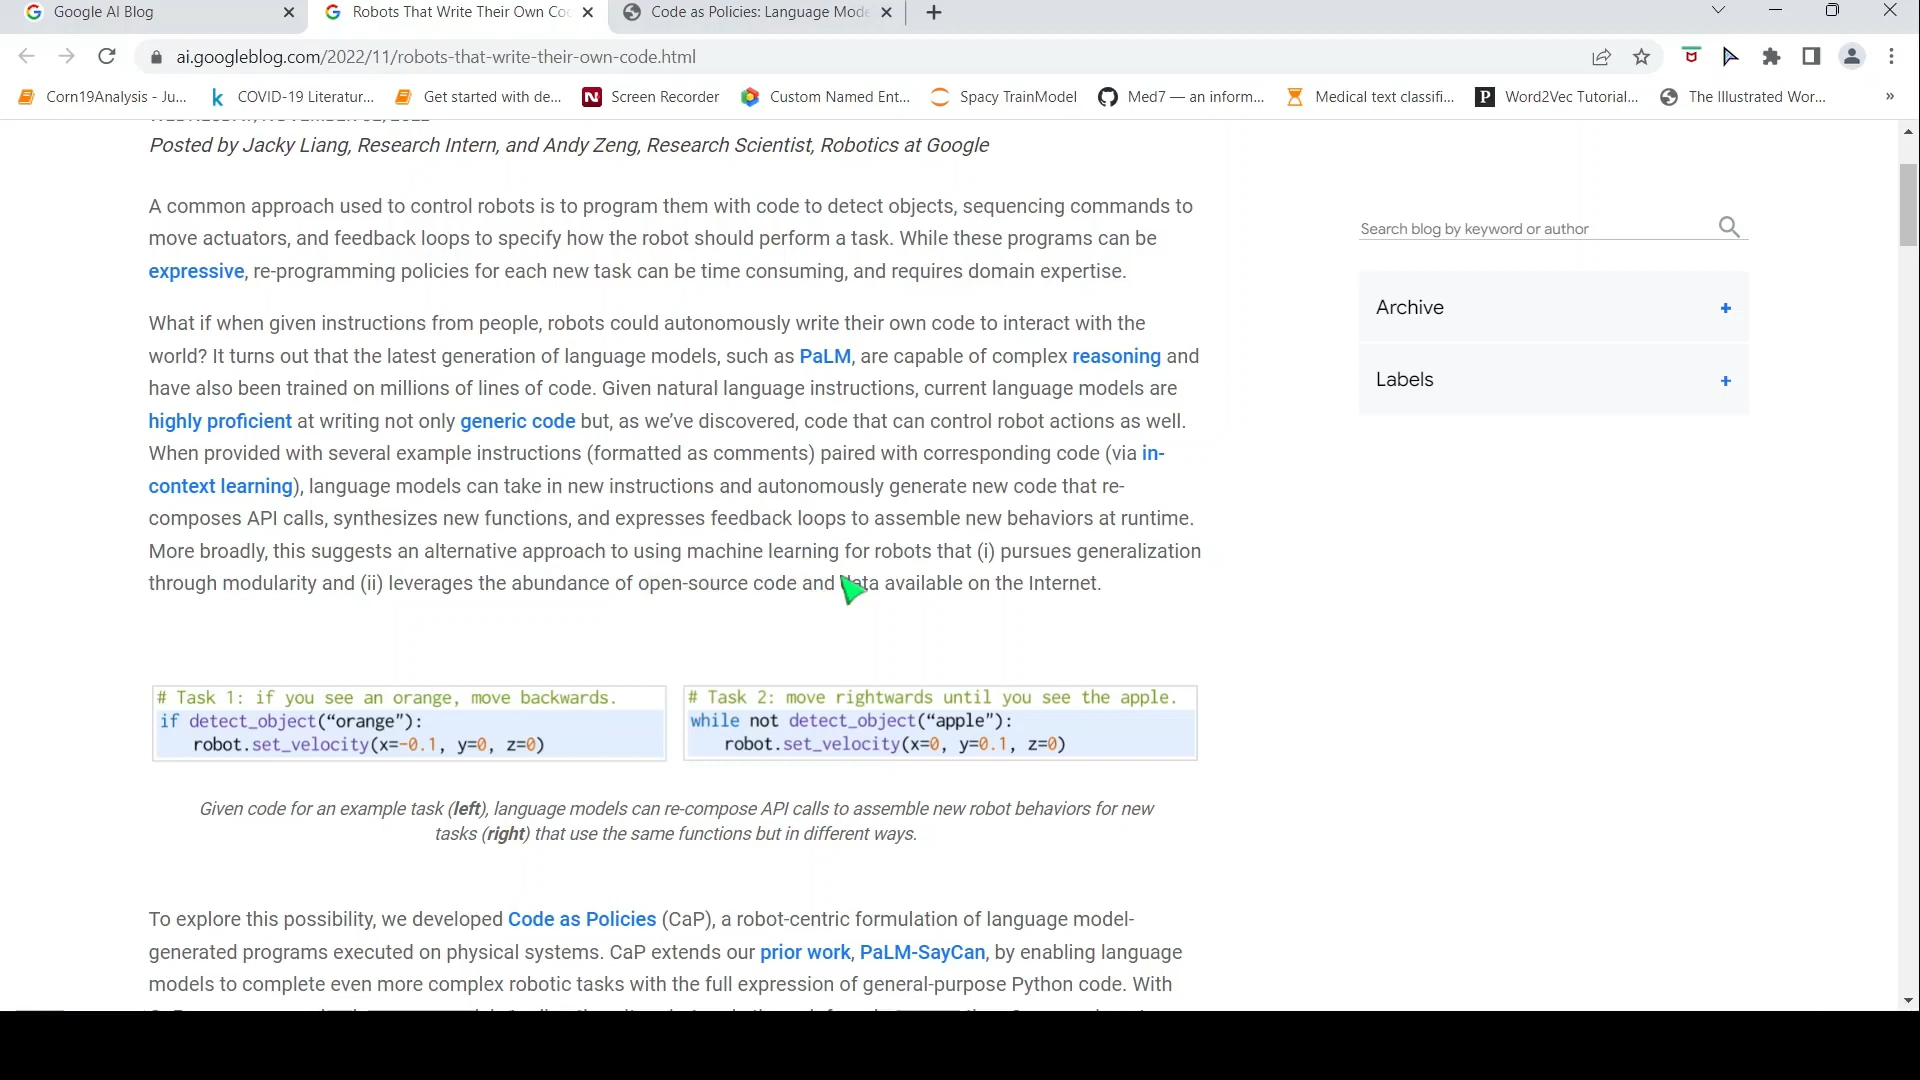 Google AI Blog
Robots That Write Their Own Co
Code as Policies: Language Mode
ai.googleblog.com/2022/11/robots-that-write-their-own-code.html
Corn19Analysis - Ju...
COVID-19 Literatur...
Get started with de...
Screen Recorder
Custom Named Ent...
Spacy TrainModel
Med7 — an inform...
Medical text classifi...
Word2Vec Tutorial...
The Illustrated Wor...
»
Posted by Jacky Liang, Research Intern, and Andy Zeng, Research Scientist, Robotics at Google
A common approach used to control robots is to program them with code to detect objects, sequencing commands to
move actuators, and feedback loops to specify how the robot should perform a task. While these programs can be
expressive, re-programming policies for each new task can be time consuming, and requires domain expertise.
What if when given instructions from people, robots could autonomously write their own code to interact with the
world? It turns out that the latest generation of language models, such as PaLM, are capable of complex reasoning and
have also been trained on millions of lines of code. Given natural language instructions, current language models are
highly proficient at writing not only generic code but, as we’ve discovered, code that can control robot actions as well.
When provided with several example instructions (formatted as comments) paired with corresponding code (via in-
context learning), language models can take in new instructions and autonomously generate new code that re-
composes API calls, synthesizes new functions, and expresses feedback loops to assemble new behaviors at runtime.
More broadly, this suggests an alternative approach to using machine learning for robots that (i) pursues generalization
through modularity and (ii) leverages the abundance of open-source code and data available on the Internet.
# Task 1: if you see an orange, move backwards.
if detect_object(“orange”):
robot.set_velocity(x=-0.1, y=0, z=0)
# Task 2: move rightwards until you see the apple.
while not detect_object(“apple”):
robot.set_velocity(x=0, y=0.1, z=0)
Given code for an example task (left), language models can re-compose API calls to assemble new robot behaviors for new
tasks (right) that use the same functions but in different ways.
To explore this possibility, we developed Code as Policies (CaP), a robot-centric formulation of language model-
generated programs executed on physical systems. CaP extends our prior work, PaLM-SayCan, by enabling language
models to complete even more complex robotic tasks with the full expression of general-purpose Python code. With
Search blog by keyword or author
Archive +
Labels +